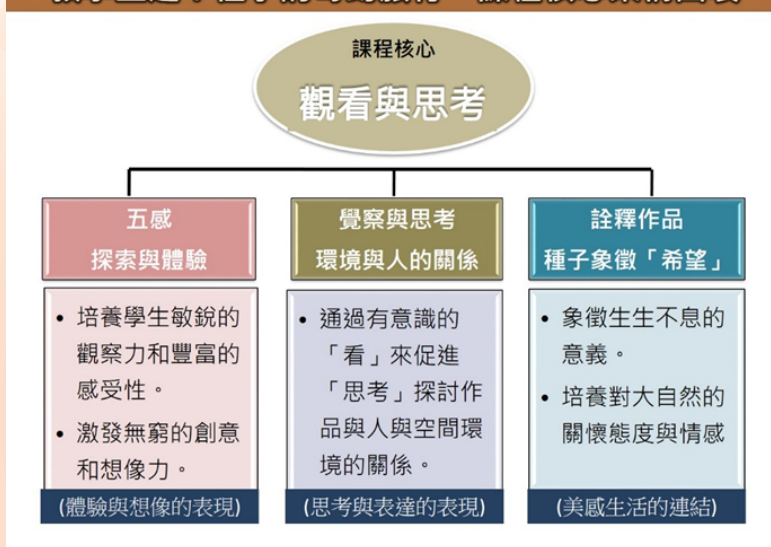 課程核心
觀看與思考
五感
探索與體驗
• 培養學生敏銳的
觀察力和豐富的
感受性。
• 激發無窮的創意
和想像力。
(體驗與想像的表現)
覺察與思考
環境與人的關係
• 通過有意識的
「看」來促進
「思考」探討作
品與人與空間環
境的關係。
(思考與表達的表現)
詮釋作品
種子象徵「希望」
• 象徵生生不息的
意義。
• 培養對大自然的
關懷態度與情感
(美感生活的連結)